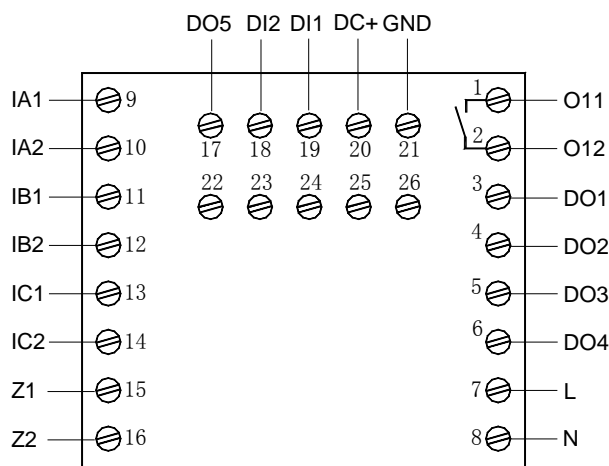 DO5 DI2 DI1 DC+ GND
IA1 9 1 O11
IA2 10 17 18 19 20 21 2 O12
IB1 11 22 23 24 25 26 3 DO1
IB2 12 4 DO2
IC1 13 5 DO3
IC2 14 6 DO4
Z1 15 7 L
Z2 16 8 N